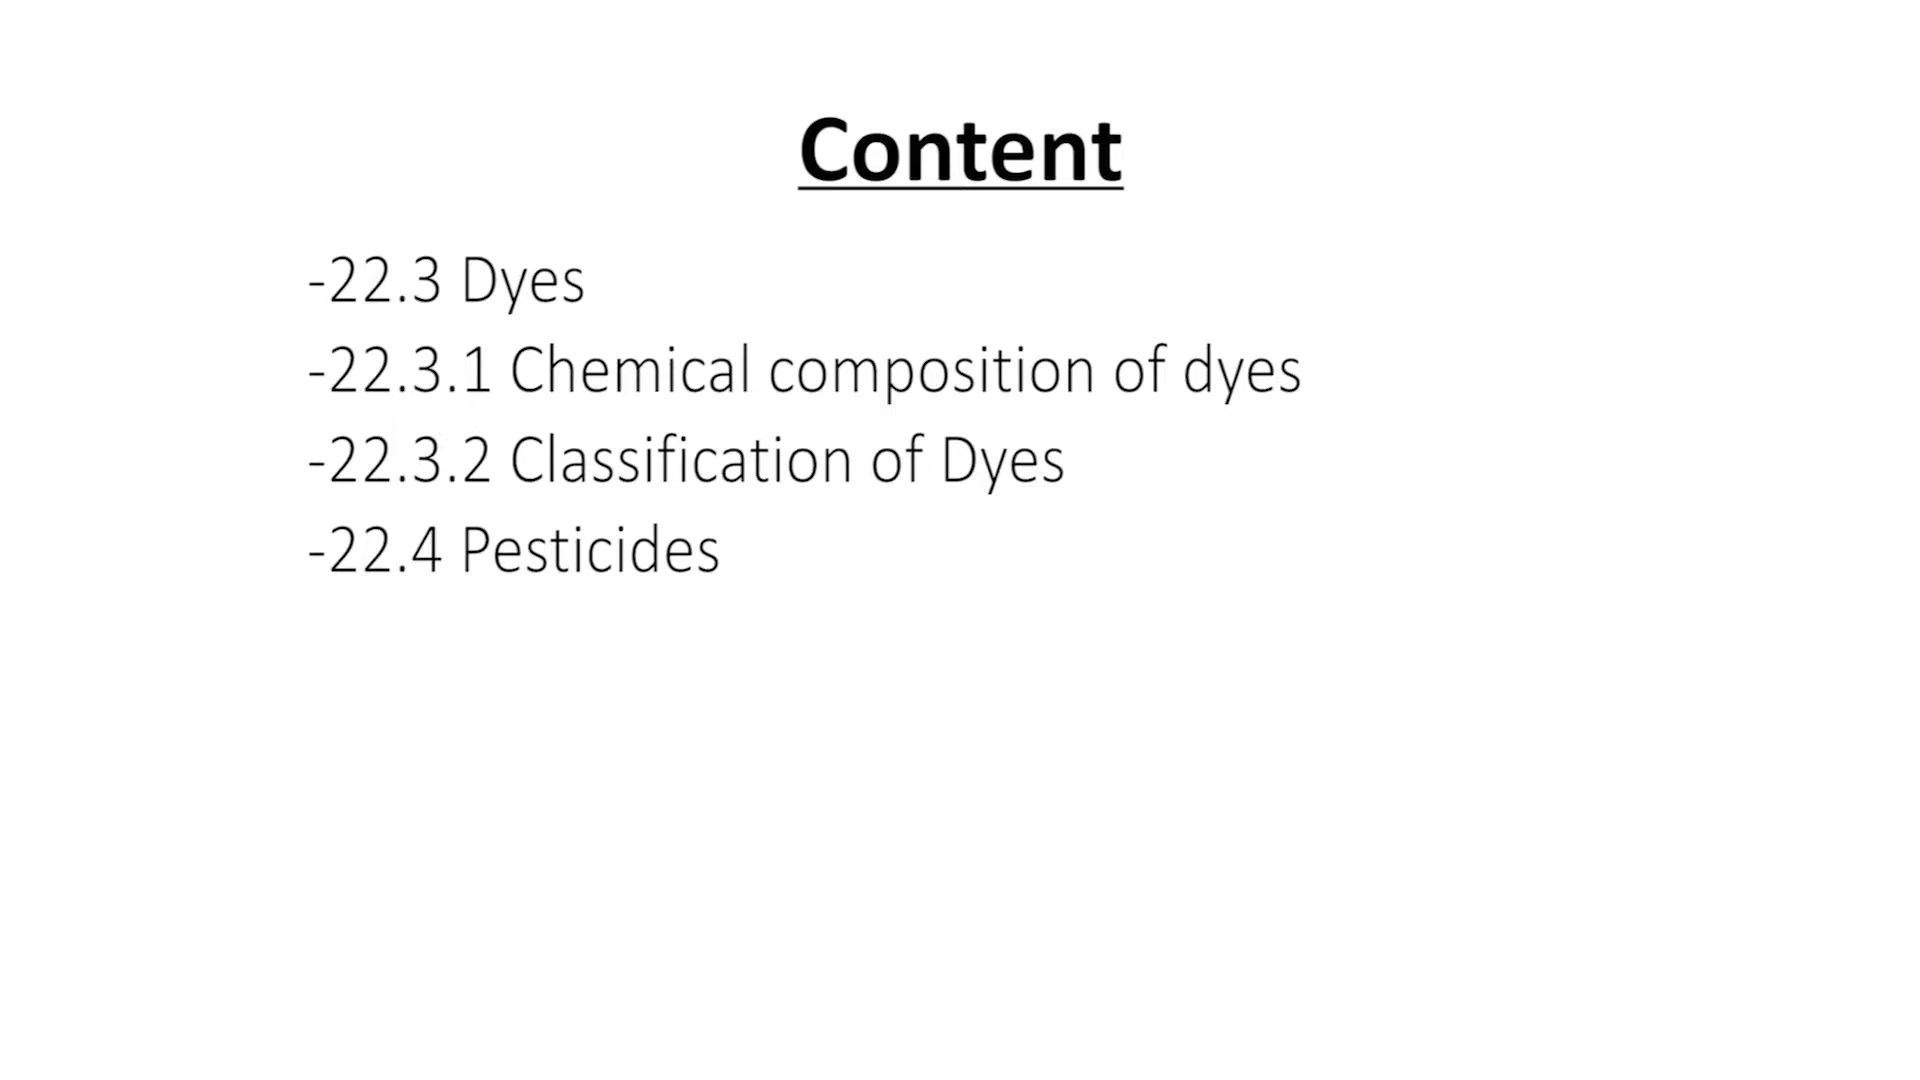 Content
-22.3 Dyes
-22.3.1 Chemical composition of dyes
-22.3.2 Classification of Dyes
-22.4 Pesticides